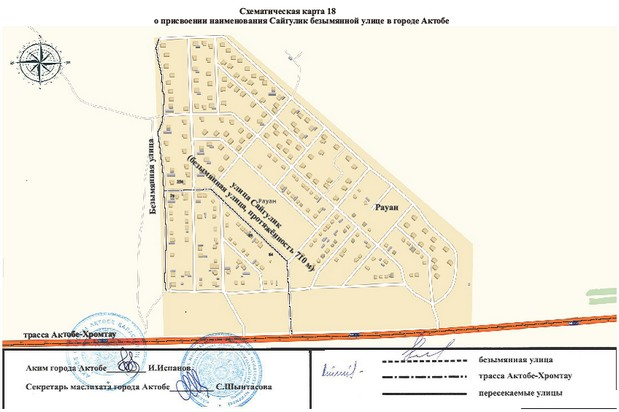 Схематическая карта 18
о присвоении наименования Сайгулик безымянной улице в городе Актобе
Безымянная улица
улица Сайгулик
(безымянная улица, протяжённость 710 м)
Рауан
Рауан
трасса Актобе-Хромтау
Аким города Актобе И.Испанов
Секретарь маслихата города Актобе С.Шынтасова
безымянная улица
трасса Актобе-Хромтау
пересекаемые улицы